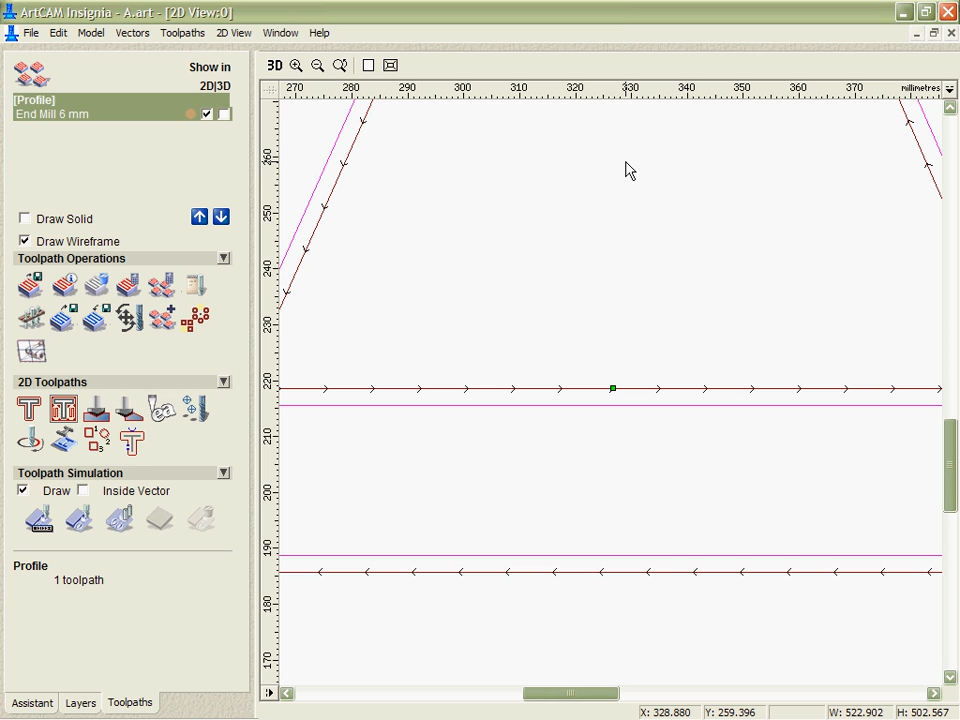 ArtCAM Insignia - A.art - [2D View:0]
File Edit Model Vectors Toolpaths 2D View Window Help
Show in
2D|3D
[Profile]
End Mill 6 mm
Draw Solid
Draw Wireframe
Toolpath Operations
2D Toolpaths
Toolpath Simulation
Draw Inside Vector
Profile
1 toolpath
Assistant Layers Toolpaths
3D
270 280 290 300 310 320 330 340 350 360 370 millimetres
260
250
240
230
220
210
200
190
180
170
X: 328.880 Y: 259.396 W: 522.902 H: 502.567